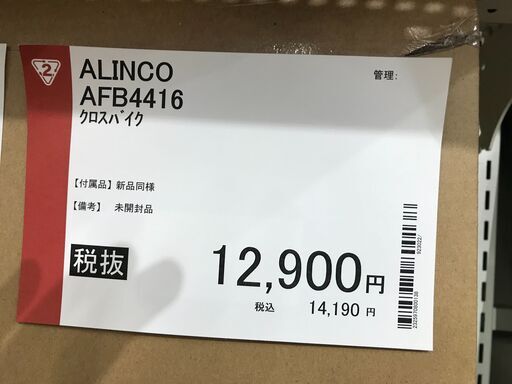 2
ALINCO
AFB4416
クロスバイク
管理:
【付属品】新品同様
【備考】 未開封品
税抜
12,900円
税込 14,190 円